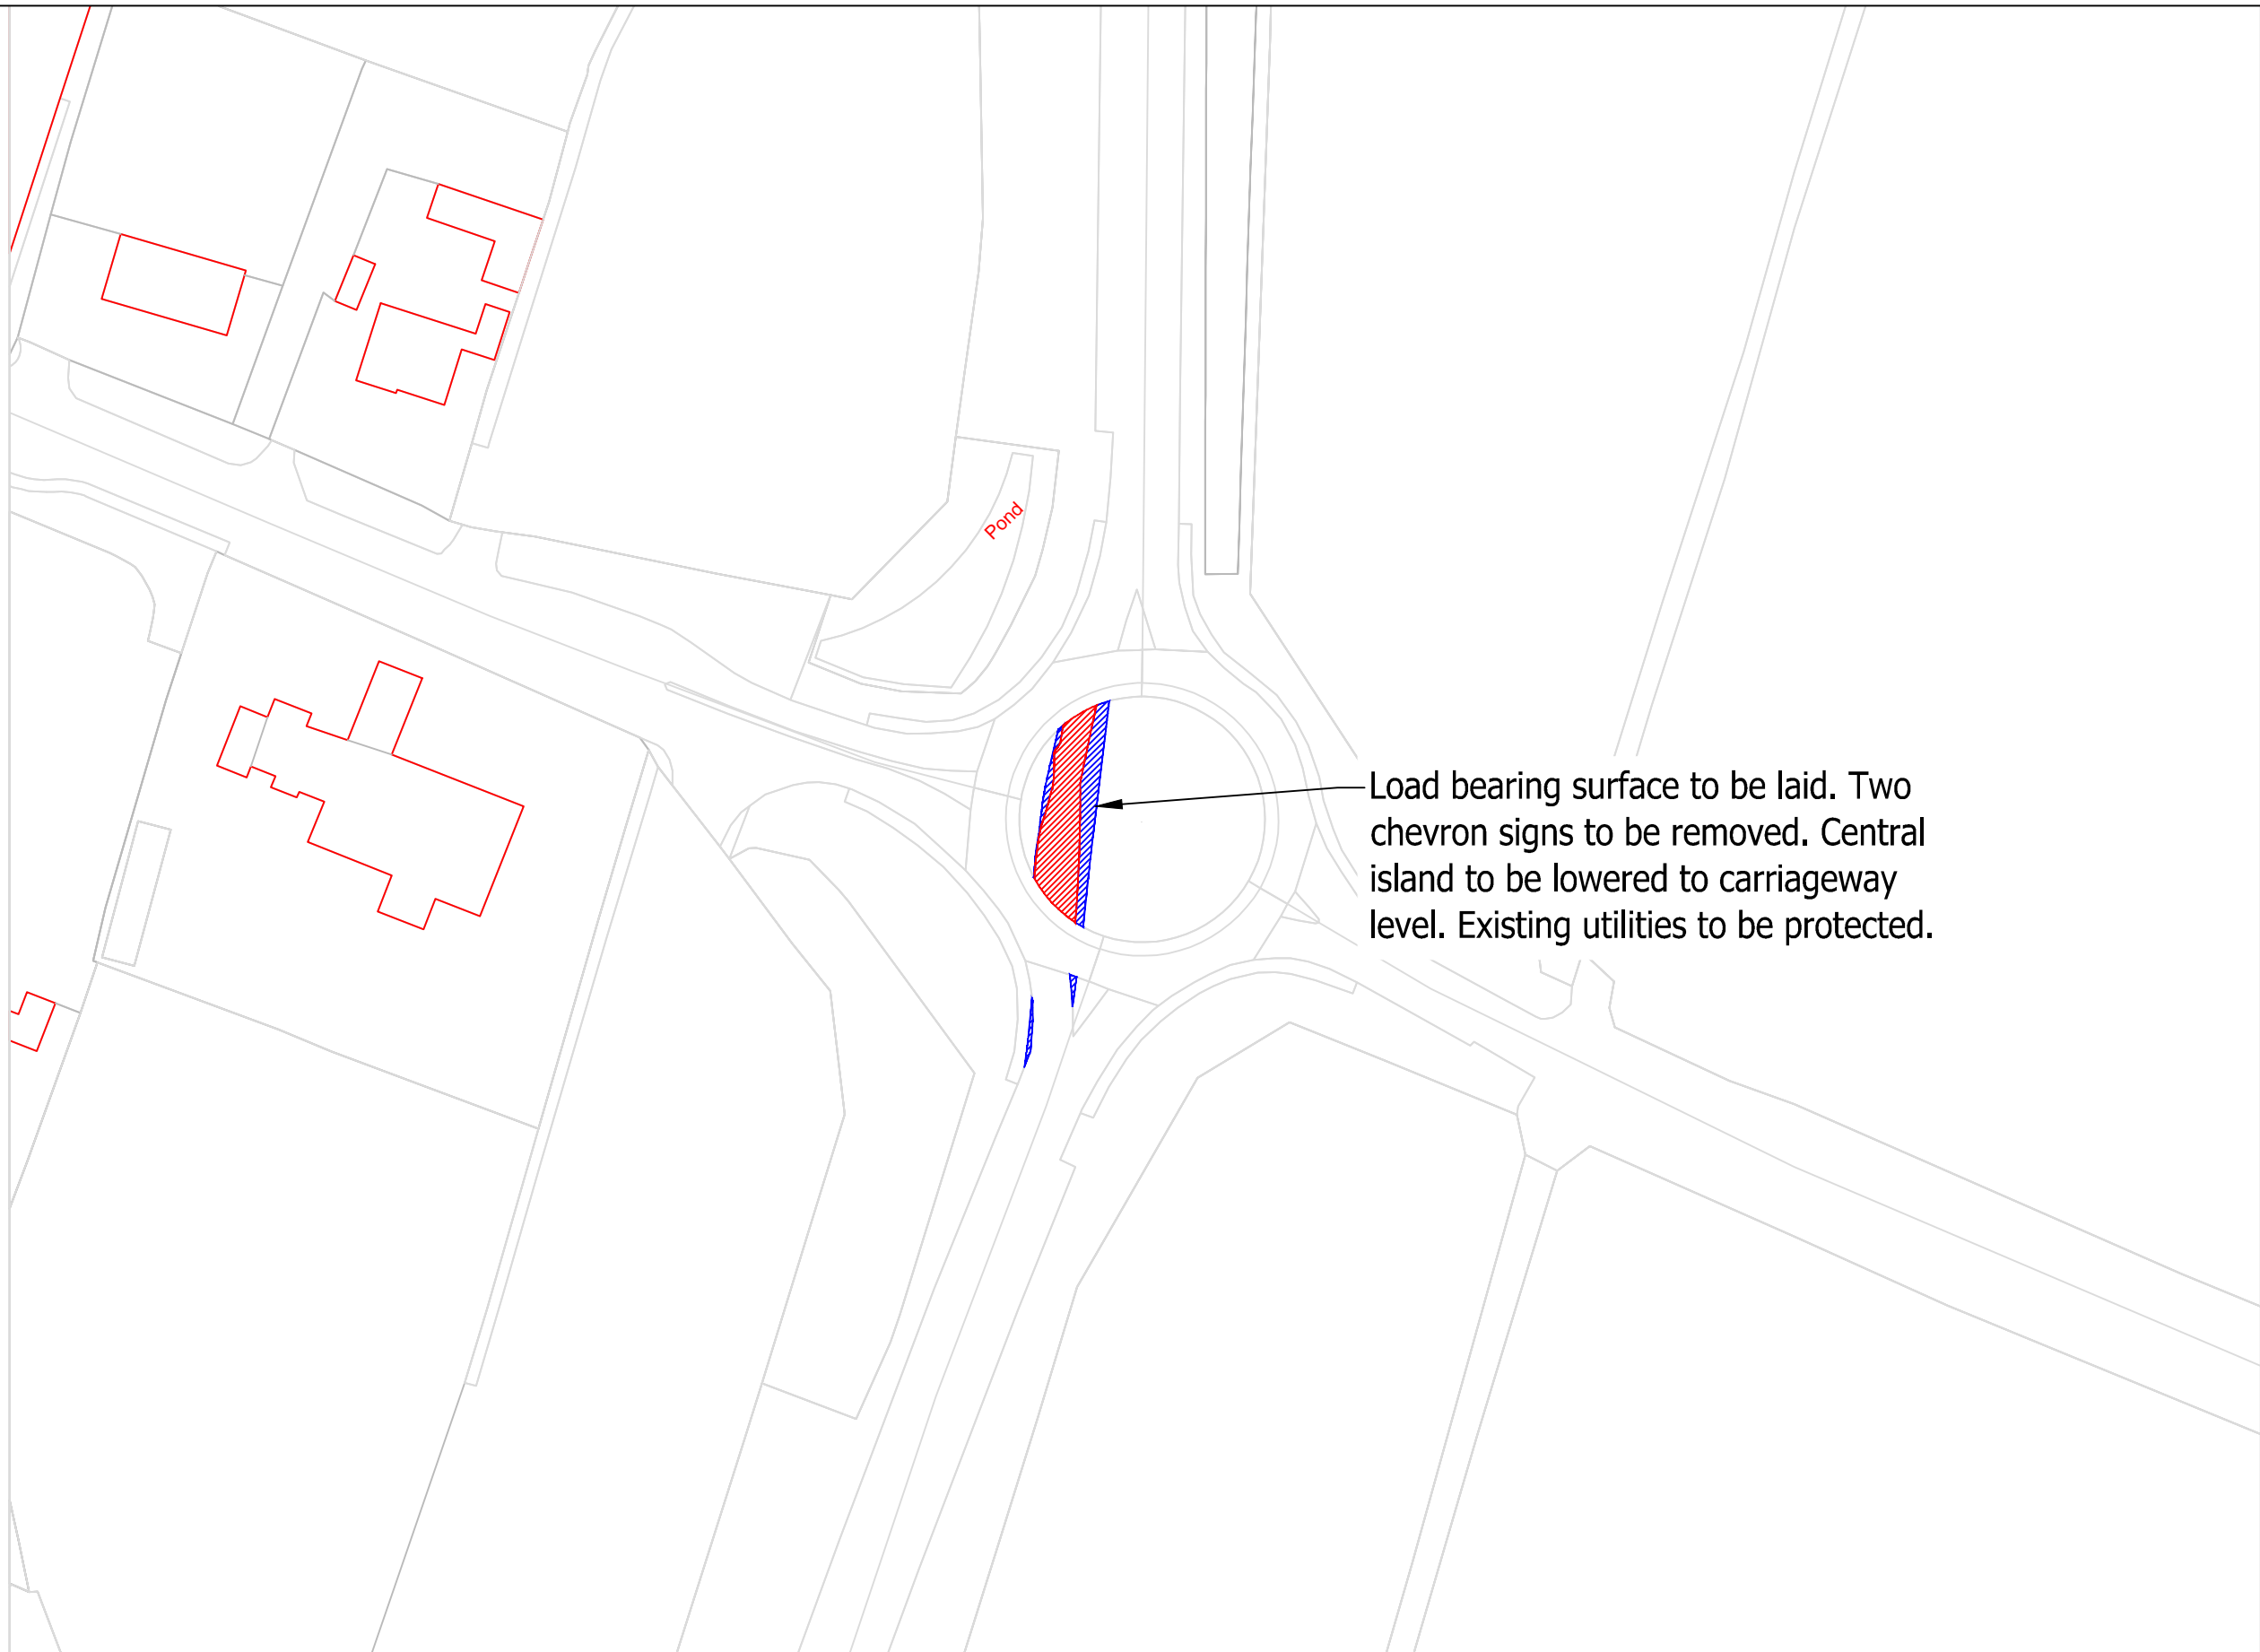 Pond
Load bearing surface to be laid. Two
chevron signs to be removed. Central
island to be lowered to carriageway
level. Existing utilities to be protected.